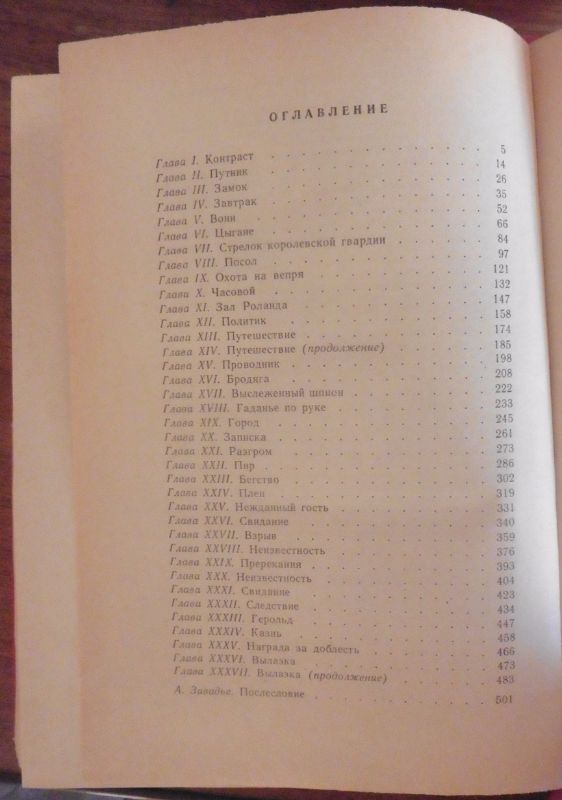 ОГЛАВЛЕНИЕ
Глава I. Контраст 5
Глава II. Путник 14
Глава III. Замок 26
Глава IV. Завтрак 35
Глава V. Вони 52
Глава VI. Цыгане 66
Глава VII. Стрелок королевской гвардии 84
Глава VIII. Посол 97
Глава IX. Охота на вепря 121
Глава X. Часовой 132
Глава XI. Зал Роланда 147
Глава XII. Политик 158
Глава XIII. Путешествие 174
Глава XIV. Путешествие (продолжение) 185
Глава XV. Проводник 198
Глава XVI. Бродяга 208
Глава XVII. Выслеженный шпион 222
Глава XVIII. Гаданье по руке 233
Глава XIX. Город 245
Глава XX. Записка 261
Глава XXI. Разгром 273
Глава XXII. Пир 286
Глава XXIII. Бегство 302
Глава XXIV. Плен 319
Глава XXV. Нежданный гость 331
Глава XXVI. Свидание 340
Глава XXVII. Взрыв 359
Глава XXVIII. Неизвестность 376
Глава XXIX. Пререкания 393
Глава XXX. Неизвестность 404
Глава XXXI. Свидание 423
Глава XXXII. Следствие 434
Глава XXXIII. Герольд 447
Глава XXXIV. Казнь 458
Глава XXXV. Награда за доблесть 466
Глава XXXVI. Вылазка 473
Глава XXXVII. Вылазка (продолжение) 483
А. Завадье. Послесловие 501